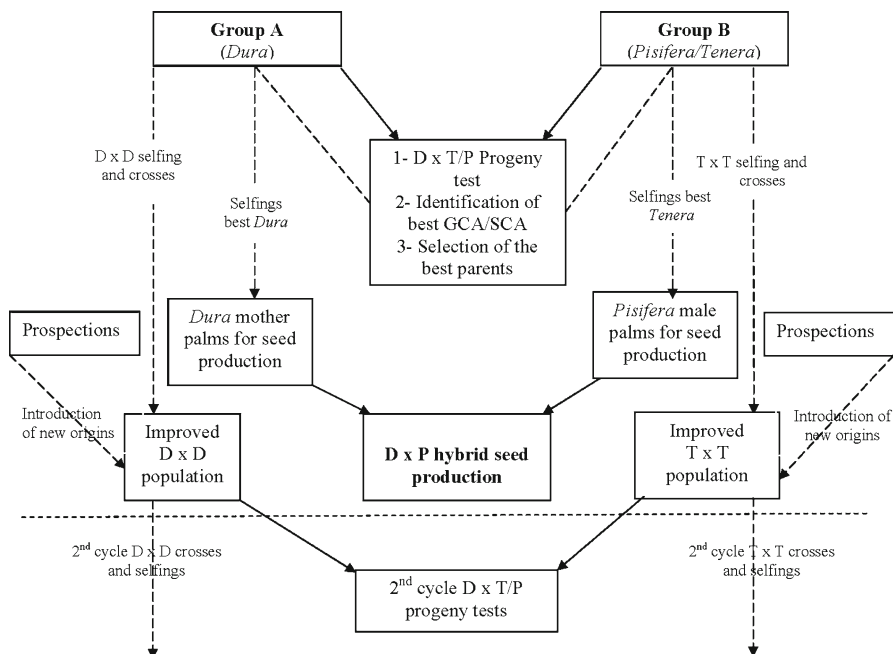 Group A
(Dura)
Group B
(Pisifera/Tenera)
D x D selfing
and crosses
Selfings
best Dura
1- D x T/P Progeny
test
2- Identification of
best GCA/SCA
3- Selection of the
best parents
Selfings best
Tenera
T x T selfing and
crosses
Prospections
Dura mother
palms for seed
production
Pisifera male
palms for seed
production
Prospections
Introduction
of new origins
Improved
D x D
population
D x P hybrid seed
production
Improved
T x T
population
Introduction of
new origins
2nd cycle D x D crosses
and selfings
2nd cycle D x T/P
progeny tests
2nd cycle T x T crosses
and selfings